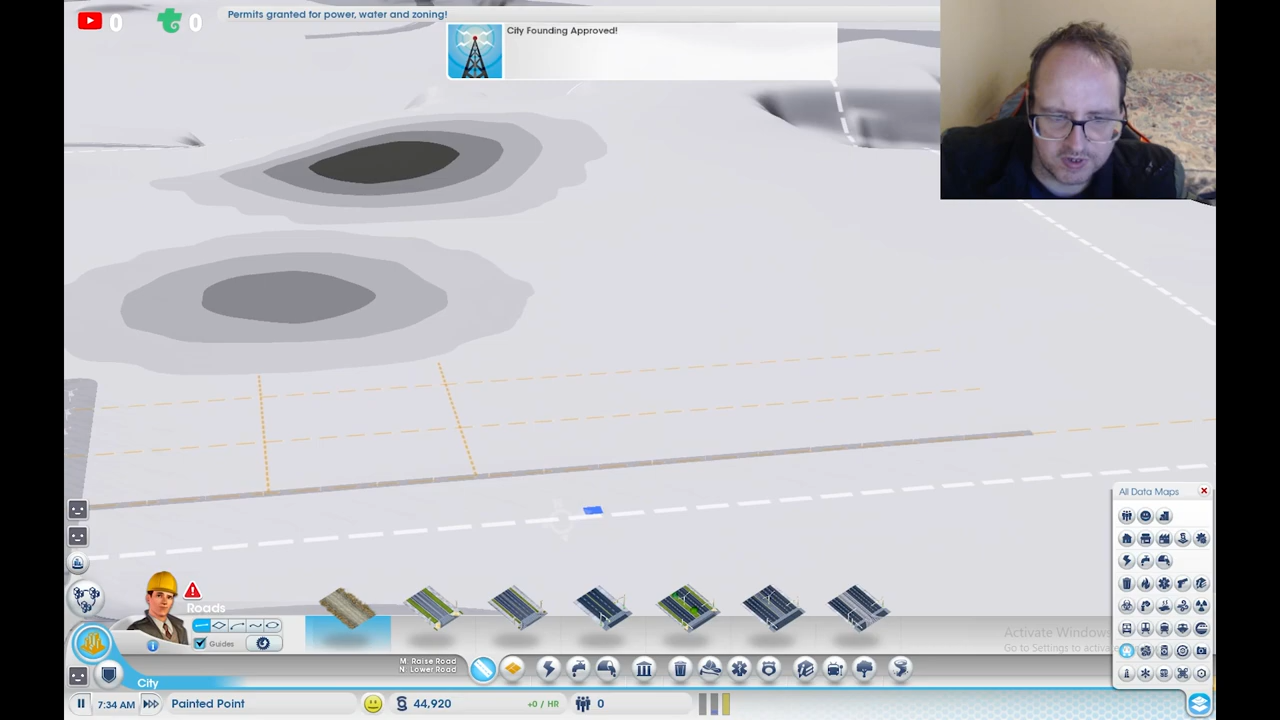 0
0
Permits granted for power, water and zoning!
City Founding Approved!
All Data Maps
Roads
Guides
M. Raise Road
N. Lower Road
Activate Windows
Go to Settings to activate
City
7:34 AM
Painted Point
44,920
+0 / HR
0